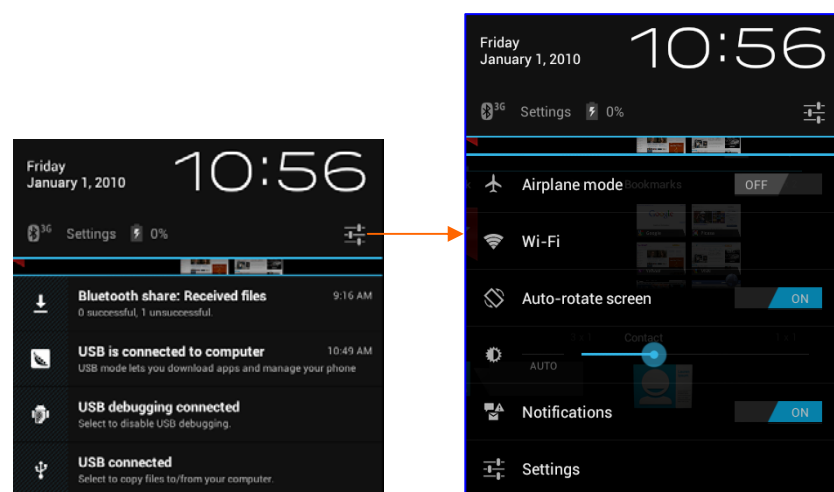 Friday
January 1, 2010
10:56
3G Settings 0%
Bluetooth share: Received files 9:16 AM
0 successful, 1 unsuccessful.
USB is connected to computer 10:49 AM
USB mode lets you download apps and manage your phone
USB debugging connected
Select to disable USB debugging.
USB connected
Select to copy files to/from your computer.
Friday
January 1, 2010
10:56
3G Settings 0%
Airplane mode Bookmarks OFF
Wi-Fi
Auto-rotate screen ON
Contact
AUTO
Notifications ON
Settings